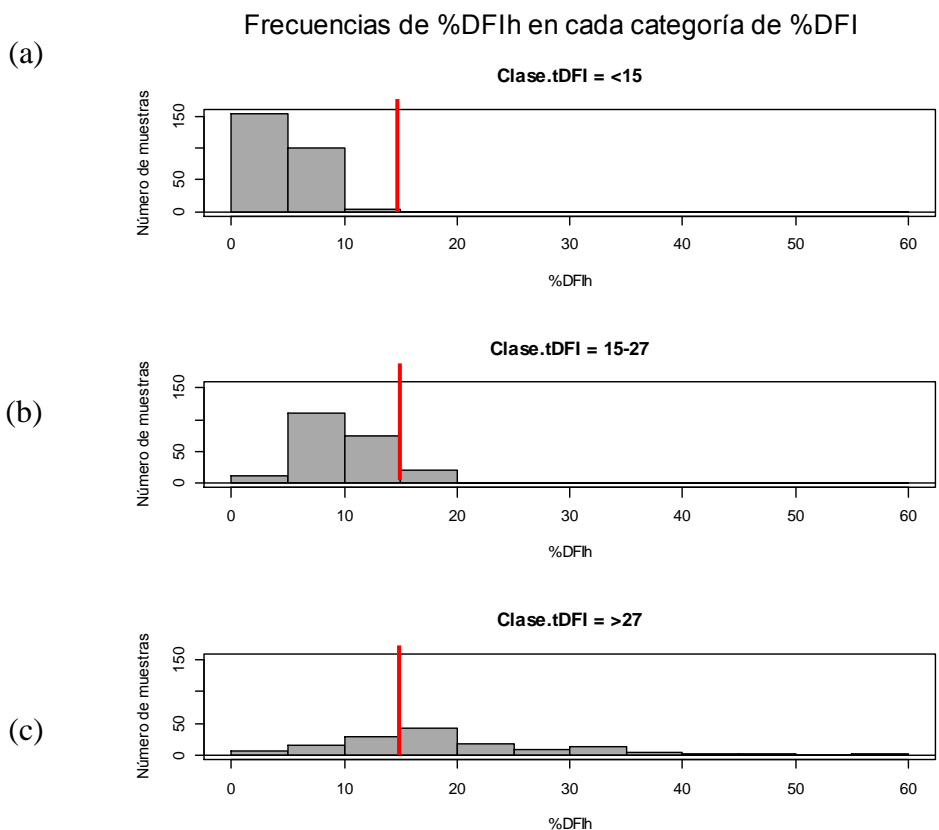 Frecuencias de %DFIh en cada categoría de %DFI
(a)
Clase.tDFI = <15
Número de muestras
0 50 150
0 10 20 30 40 50 60
%DFIh
(b)
Clase.tDFI = 15-27
Número de muestras
0 50 150
0 10 20 30 40 50 60
%DFIh
(c)
Clase.tDFI = >27
Número de muestras
0 50 150
0 10 20 30 40 50 60
%DFIh